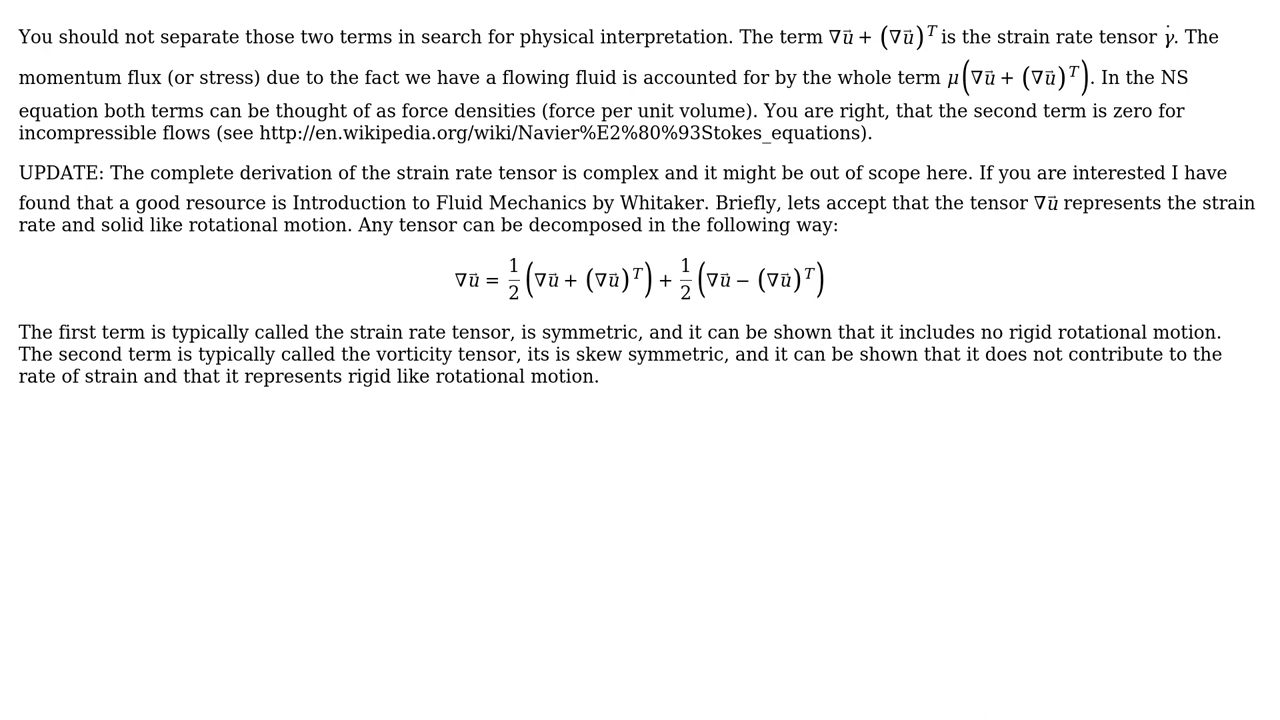 You should not separate those two terms in search for physical interpretation. The term ∇u⃗ + (∇u⃗)^T is the strain rate tensor γ̇. The
momentum flux (or stress) due to the fact we have a flowing fluid is accounted for by the whole term μ(∇u⃗ + (∇u⃗)^T). In the NS
equation both terms can be thought of as force densities (force per unit volume). You are right, that the second term is zero for
incompressible flows (see http://en.wikipedia.org/wiki/Navier%E2%80%93Stokes_equations).
UPDATE: The complete derivation of the strain rate tensor is complex and it might be out of scope here. If you are interested I have
found that a good resource is Introduction to Fluid Mechanics by Whitaker. Briefly, lets accept that the tensor ∇u⃗ represents the strain
rate and solid like rotational motion. Any tensor can be decomposed in the following way:
∇u⃗ = 1/2 (∇u⃗ + (∇u⃗)^T) + 1/2 (∇u⃗ − (∇u⃗)^T)
The first term is typically called the strain rate tensor, is symmetric, and it can be shown that it includes no rigid rotational motion.
The second term is typically called the vorticity tensor, its is skew symmetric, and it can be shown that it does not contribute to the
rate of strain and that it represents rigid like rotational motion.